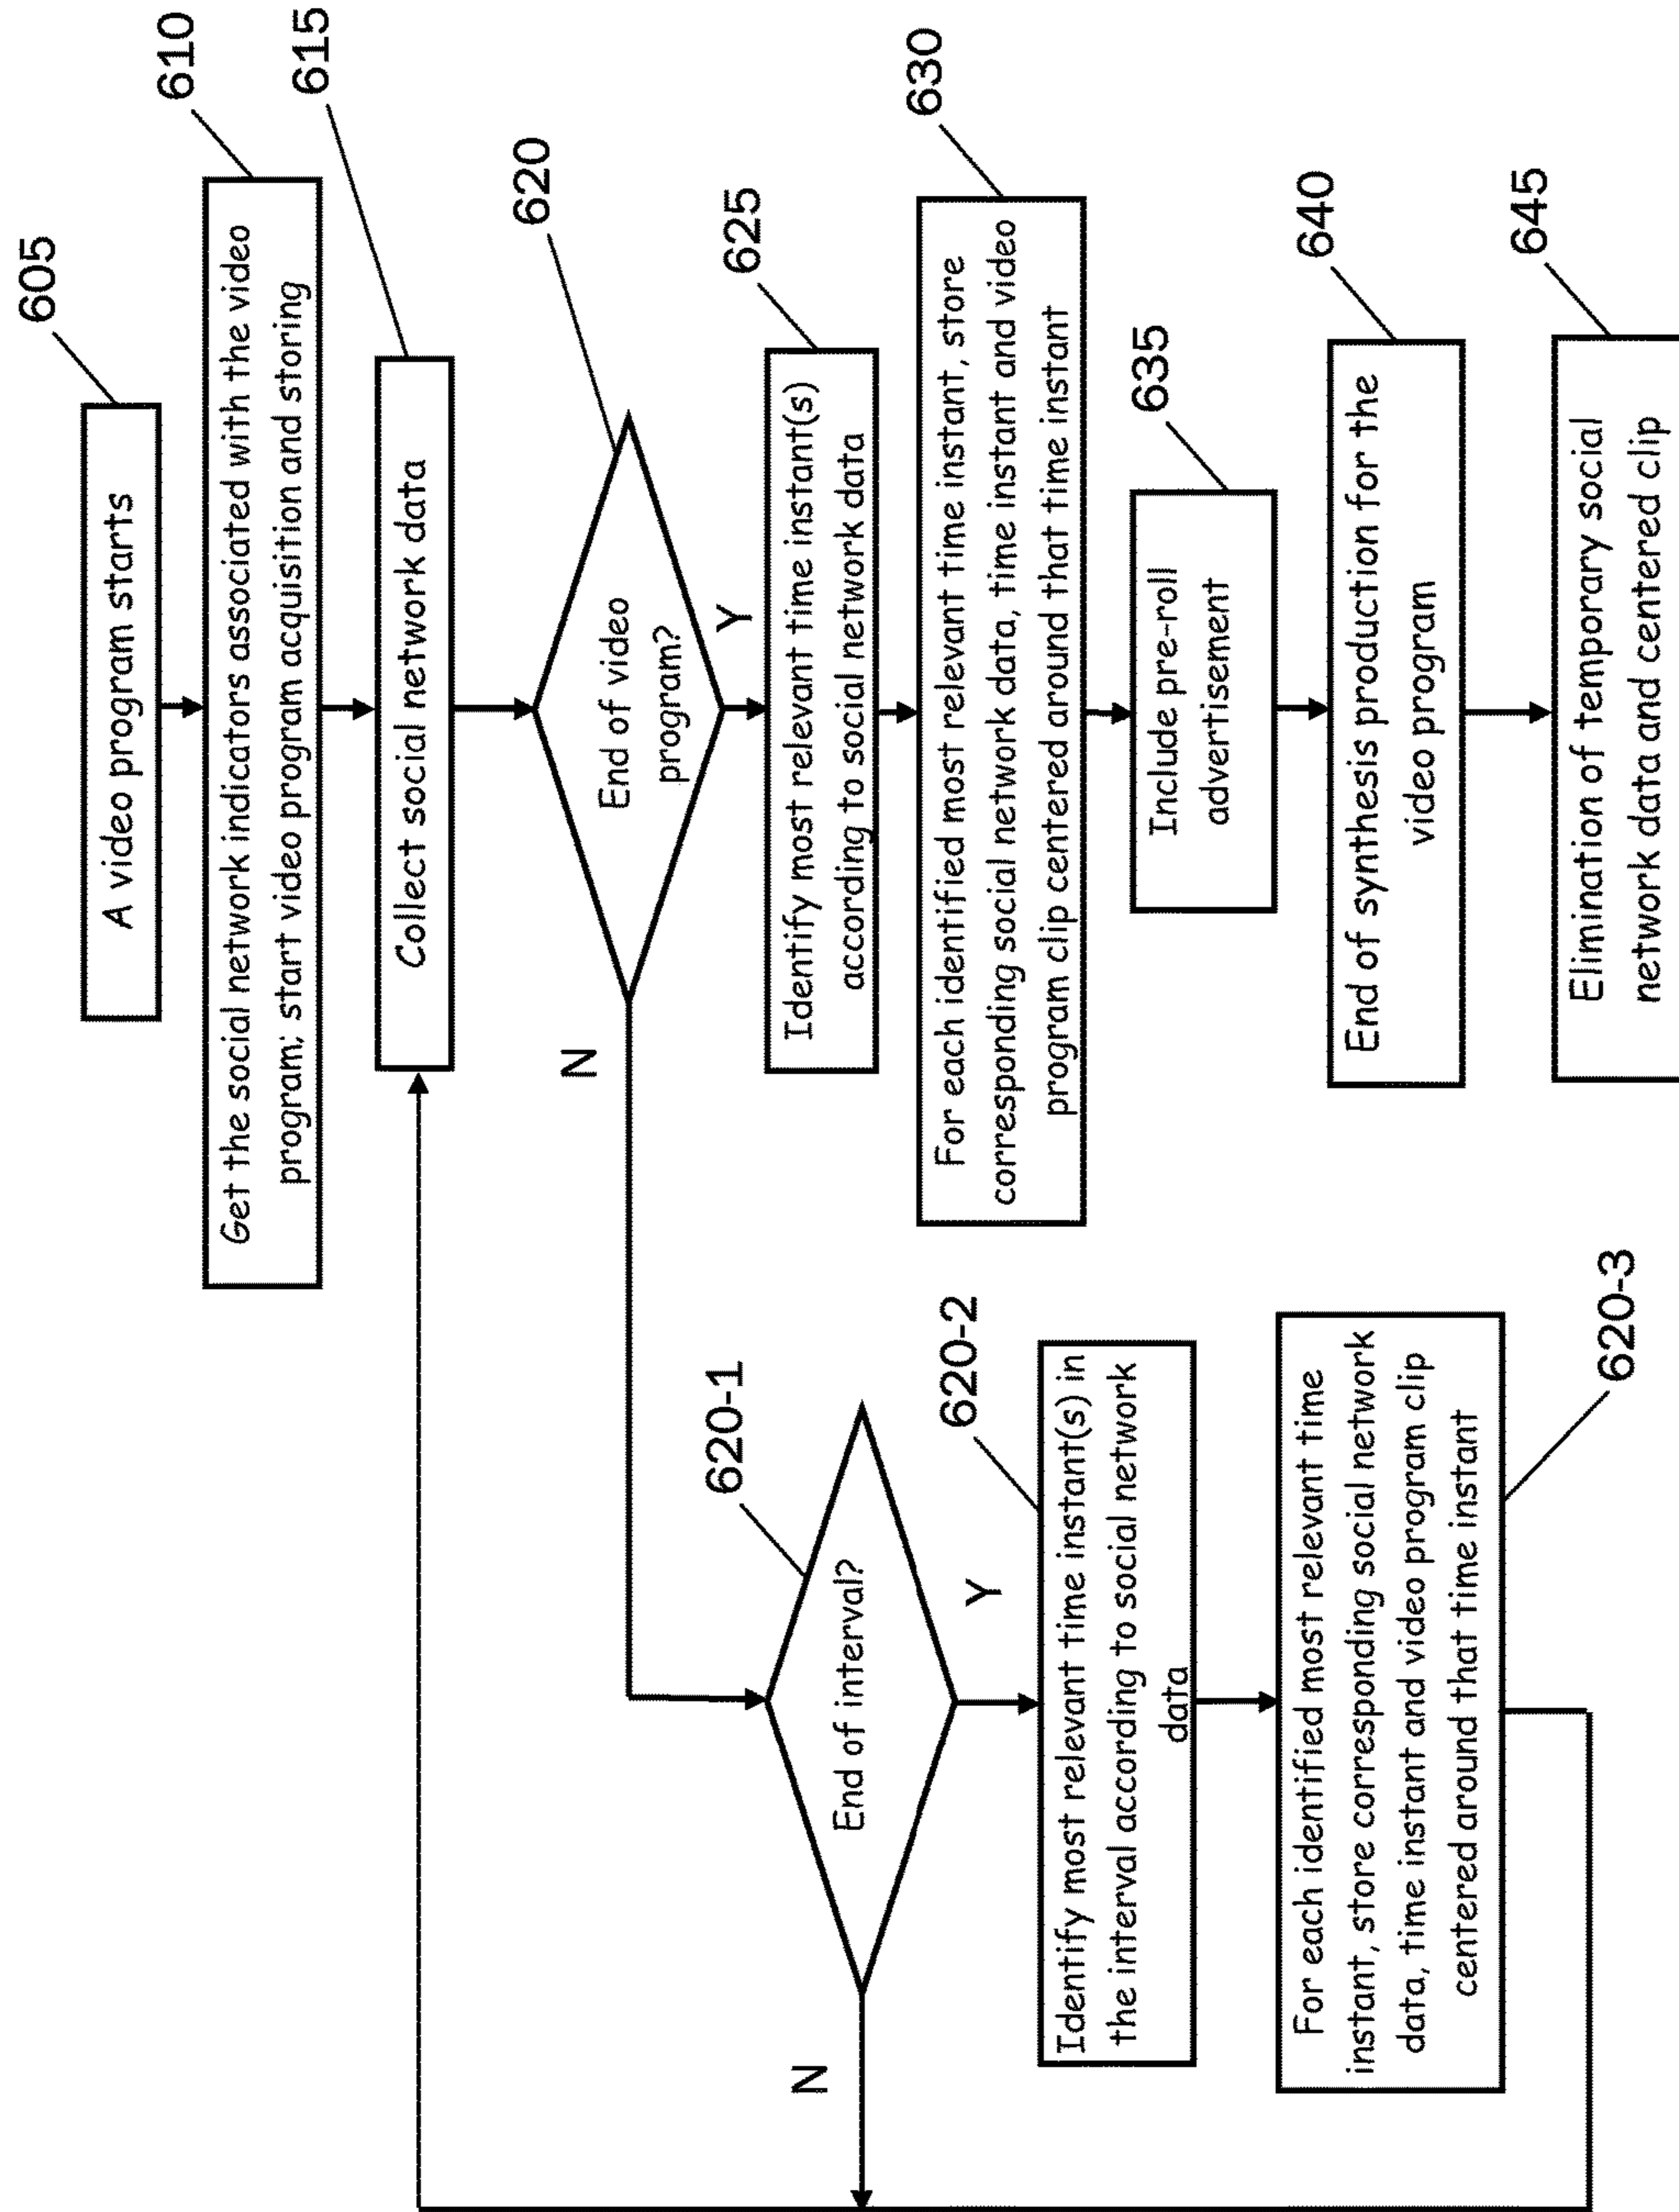 605
A video program starts
610
Get the social network indicators associated with the video
program; start video program acquisition and storing
615
Collect social network data
620
End of video
program?
N
Y
625
Identify most relevant time instant(s)
according to social network data
630
For each identified most relevant time instant, store
corresponding social network data, time instant and video
program clip centered around that time instant
635
Include pre-roll
advertisement
640
End of synthesis production for the
video program
645
Elimination of temporary social
network data and centered clip
620-1
End of interval?
N
Y
620-2
Identify most relevant time instant(s) in
the interval according to social network
data
620-3
For each identified most relevant time
instant, store corresponding social network
data, time instant and video program clip
centered around that time instant